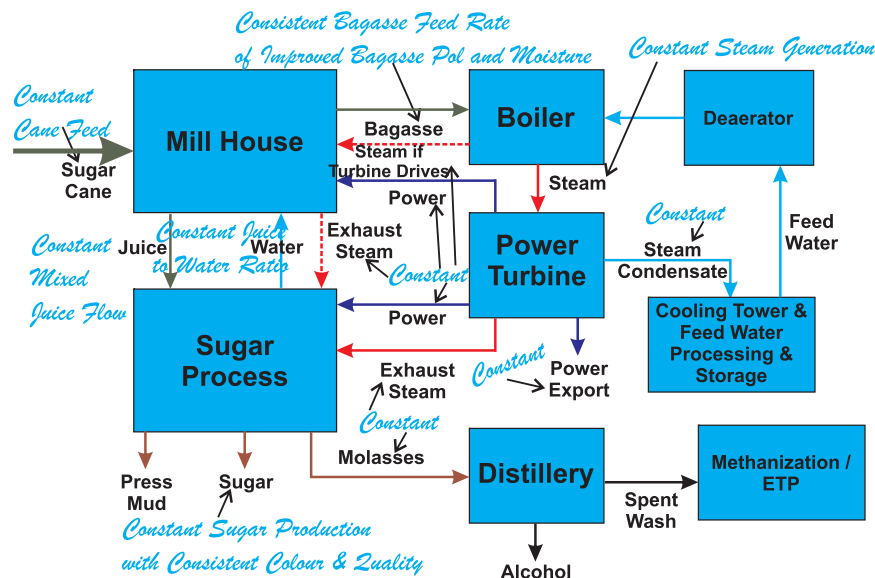 Consistent Bagasse Feed Rate
of Improved Bagasse Pol and Moisture
Constant Steam Generation
Constant
Cane Feed
Sugar
Cane
Mill House
Bagasse
Steam if
Turbine Drives
Power
Boiler
Deaerator
Steam
Feed
Water
Constant
Mixed
Juice Flow
Juice
Constant Juice
to Water Ratio
Water
Exhaust
Steam
Constant
Power
Power
Turbine
Constant
Steam
Condensate
Cooling Tower &
Feed Water
Processing &
Storage
Sugar
Process
Exhaust
Steam
Constant
Constant
Power
Export
Molasses
Press
Mud
Sugar
Constant Sugar Production
with Consistent Colour & Quality
Distillery
Spent
Wash
Methanization /
ETP
Alcohol